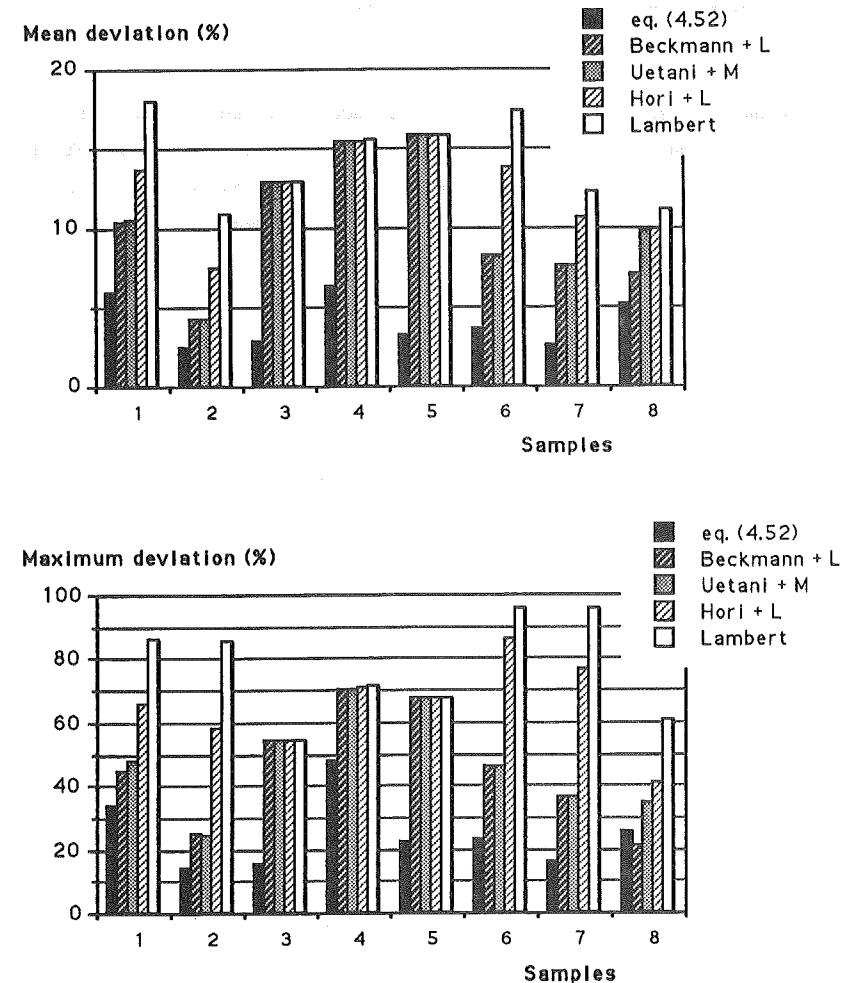 Mean deviation (%)
eq. (4.52)
Beckmann + L
Uetani + M
Hori + L
Lambert
20
10
0
1 2 3 4 5 6 7 8
Samples
Maximum deviation (%)
eq. (4.52)
Beckmann + L
Uetani + M
Hori + L
Lambert
100
80
60
40
20
0
1 2 3 4 5 6 7 8
Samples